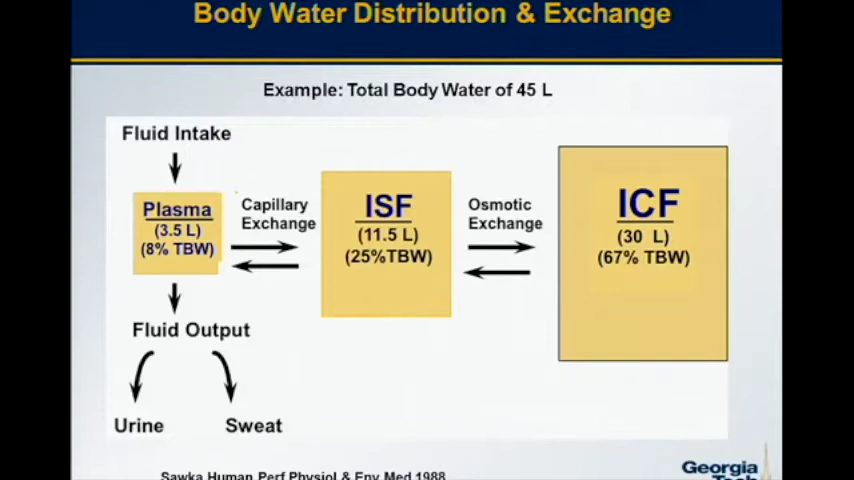 Body Water Distribution & Exchange
Example: Total Body Water of 45 L
Fluid Intake
Plasma
(3.5 L)
(8% TBW)
Capillary
Exchange
ISF
(11.5 L)
(25%TBW)
Osmotic
Exchange
ICF
(30 L)
(67% TBW)
Fluid Output
Urine
Sweat
Sawka Human Perf Physiol & Env Med 1988
Georgia
Tech